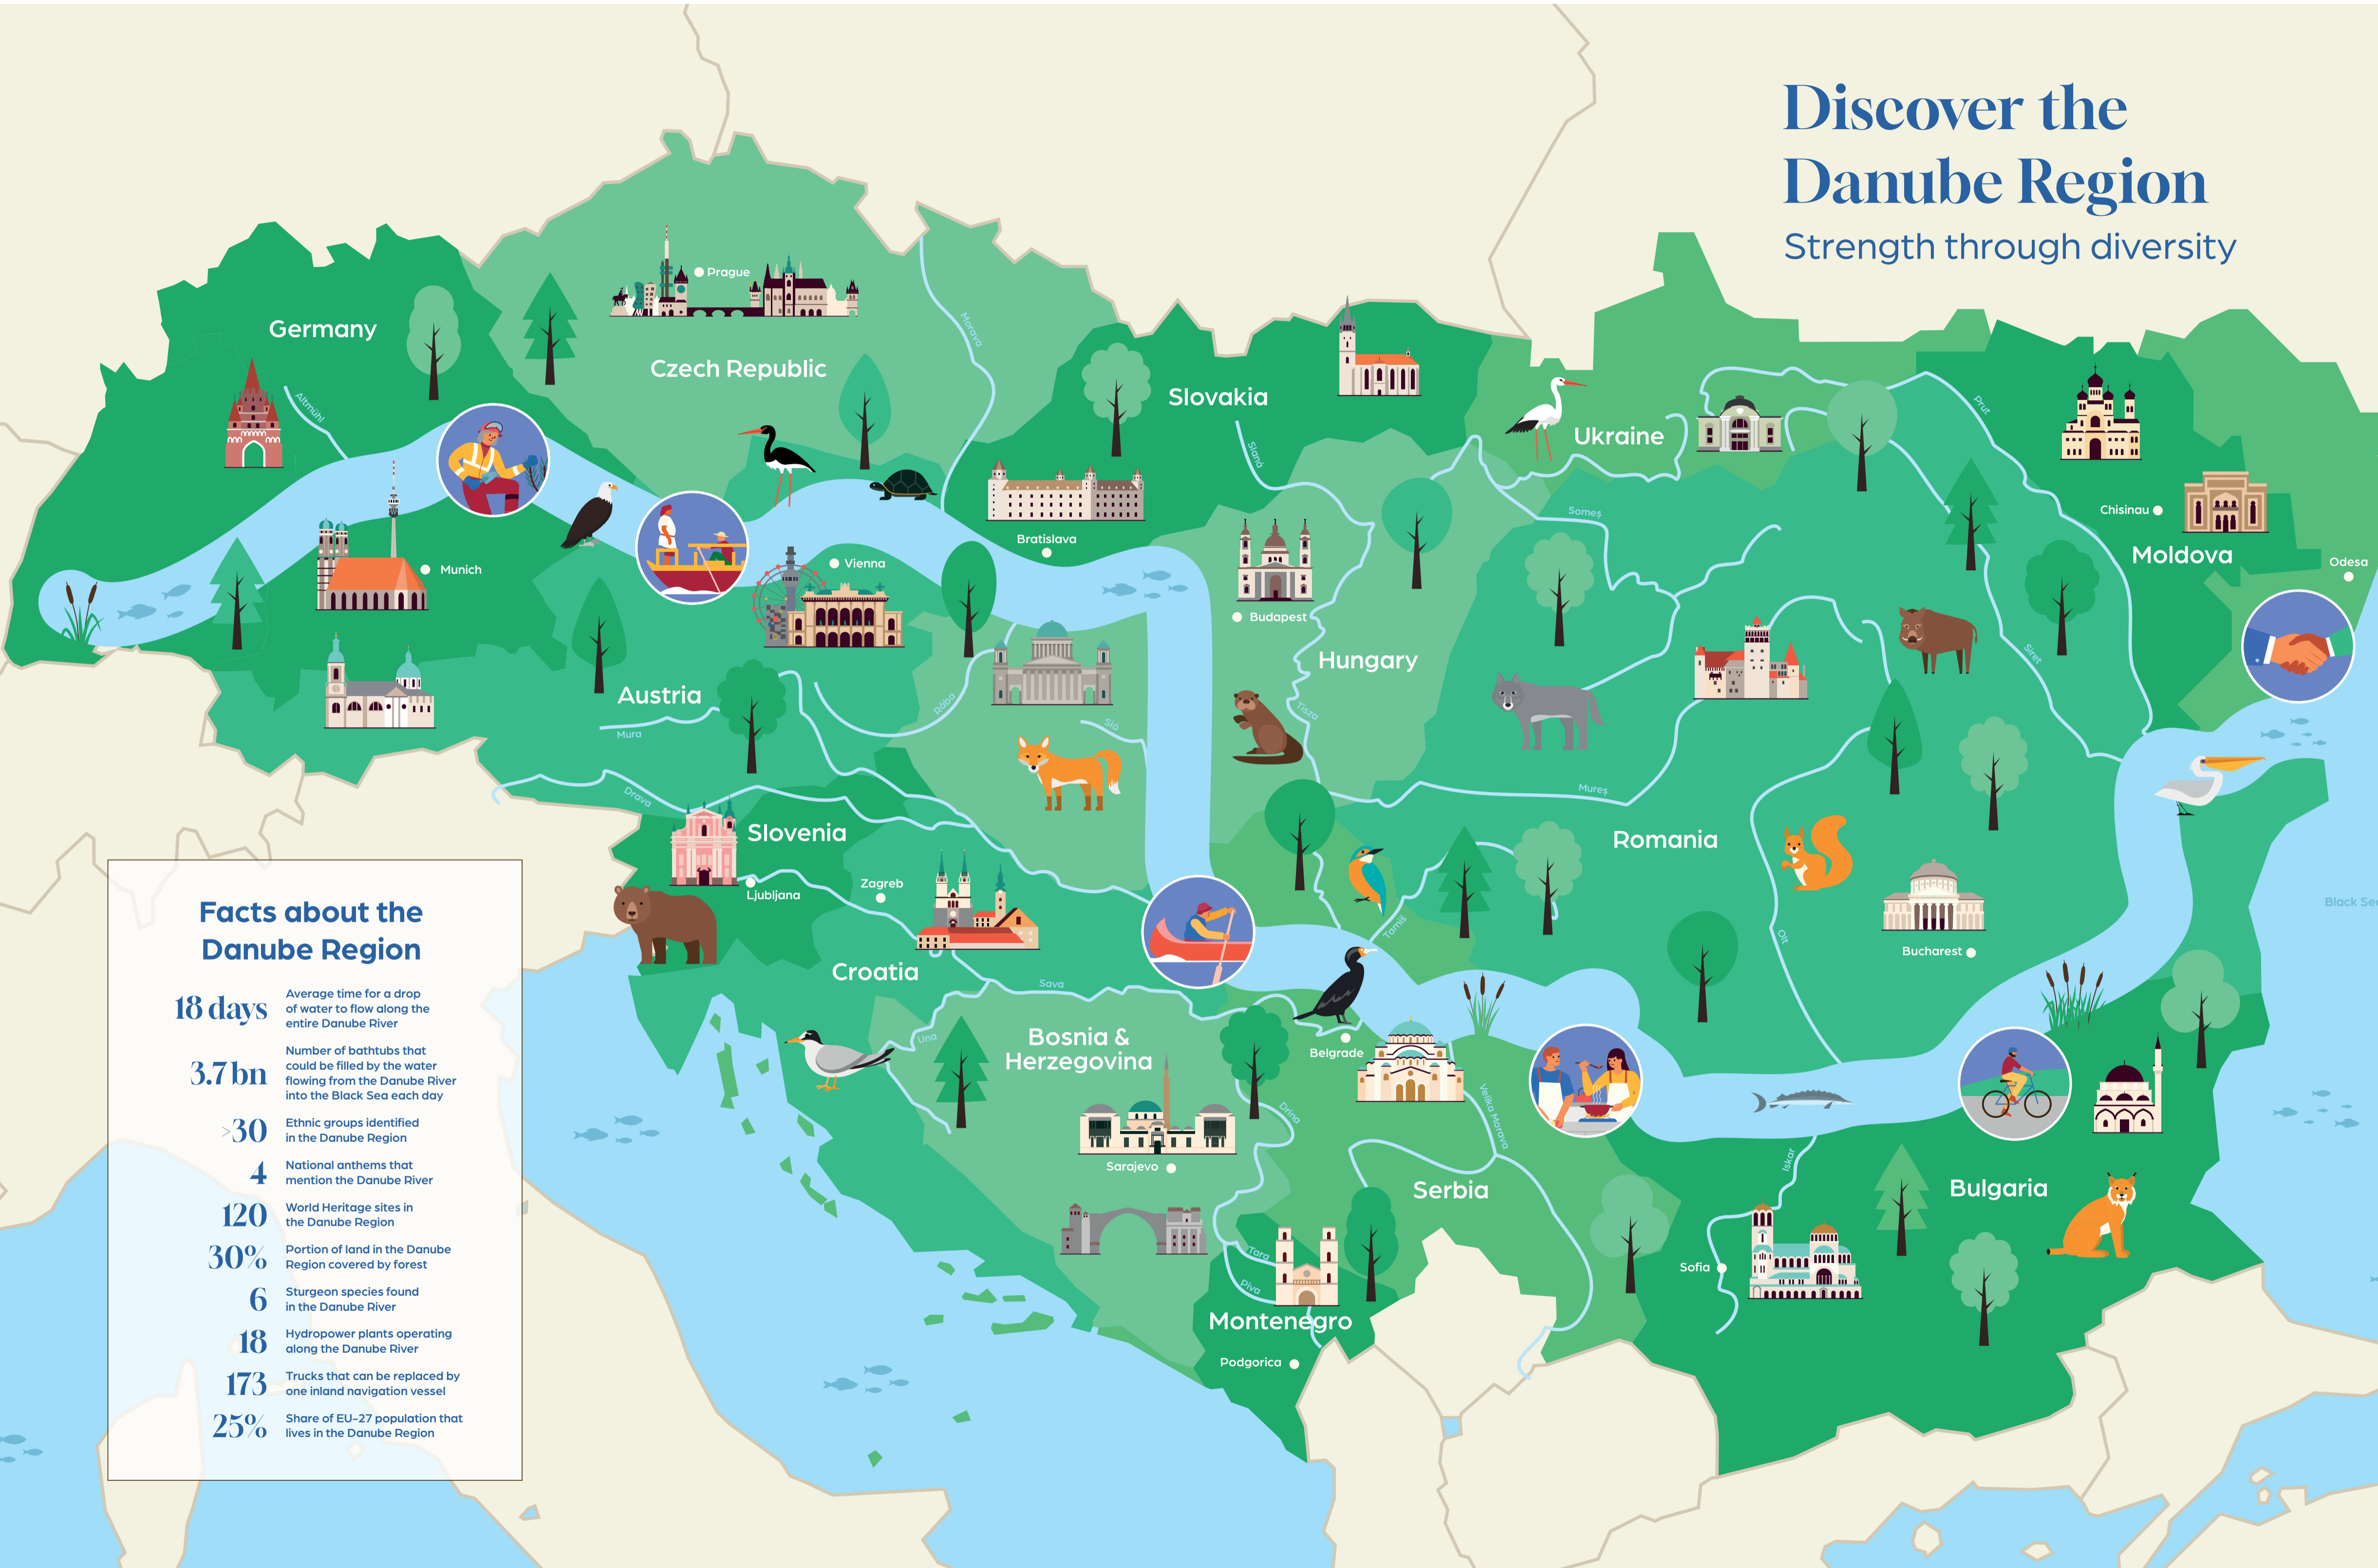 Discover the
Danube Region
Strength through diversity
Prague
Germany
Czech Republic
Morava
Altmühl
Slovakia
Slaná
Ukraine
Prut
Chisinau
Moldova
Odesa
Munich
Vienna
Bratislava
Someş
Budapest
Hungary
Siret
Austria
Mura
Rába
Sió
Tisza
Drava
Mureş
Slovenia
Ljubljana
Zagreb
Romania
Olt
Bucharest
Black Se
Tamiš
Croatia
Sava
Una
Bosnia &
Herzegovina
Belgrade
Drina
Velika Morava
Sarajevo
Iskar
Serbia
Bulgaria
Tara
Piva
Sofia
Montenegro
Podgorica
Facts about the
Danube Region
18 days
Average time for a drop
of water to flow along the
entire Danube River
3.7 bn
Number of bathtubs that
could be filled by the water
flowing from the Danube River
into the Black Sea each day
>30
Ethnic groups identified
in the Danube Region
4
National anthems that
mention the Danube River
120
World Heritage sites in
the Danube Region
30%
Portion of land in the Danube
Region covered by forest
6
Sturgeon species found
in the Danube River
18
Hydropower plants operating
along the Danube River
173
Trucks that can be replaced by
one inland navigation vessel
25%
Share of EU-27 population that
lives in the Danube Region